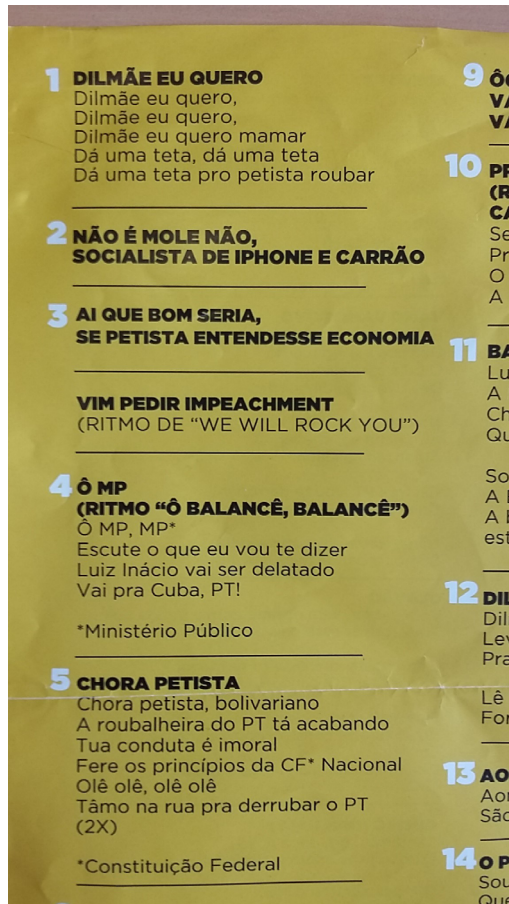 1 DILMÃE EU QUERO
Dilmãe eu quero,
Dilmãe eu quero,
Dilmãe eu quero mamar
Dá uma teta, dá uma teta
Dá uma teta pro petista roubar
2 NÃO É MOLE NÃO,
SOCIALISTA DE IPHONE E CARRÃO
3 AI QUE BOM SERIA,
SE PETISTA ENTENDESSE ECONOMIA
VIM PEDIR IMPEACHMENT
(RITMO DE “WE WILL ROCK YOU”)
4 Ô MP
(RITMO “Ô BALANCÊ, BALANCÊ”)
Ô MP, MP*
Escute o que eu vou te dizer
Luiz Inácio vai ser delatado
Vai pra Cuba, PT!
*Ministério Público
5 CHORA PETISTA
Chora petista, bolivariano
A roubalheira do PT tá acabando
Tua conduta é imoral
Fere os princípios da CF* Nacional
Olê olê, olê olê
Tâmo na rua pra derrubar o PT
(2X)
*Constituição Federal
9
10
O
A
11
A
A
A
12
Lê
13
14 O